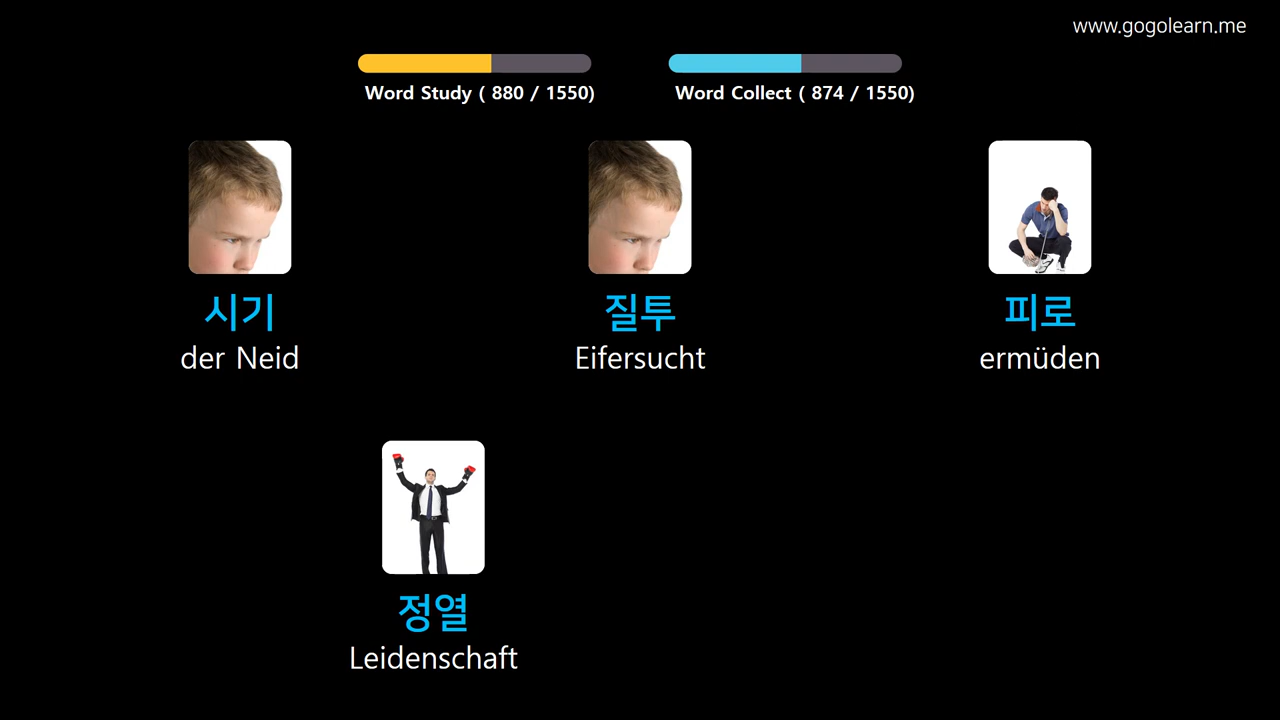 www.gogolearn.me
Word Study ( 880 / 1550)
Word Collect ( 874 / 1550)
시기
der Neid
질투
Eifersucht
피로
ermüden
정열
Leidenschaft